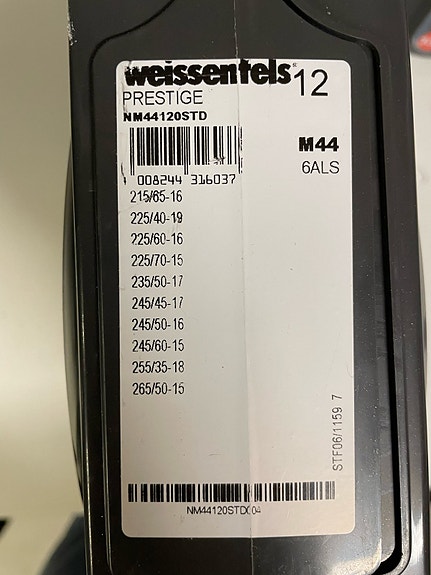 weissenfels® 12
PRESTIGE
NM44120STD
M44
6ALS
008244 316037
215/65-16
225/40-19
225/60-16
225/70-15
235/50-17
245/45-17
245/50-16
245/60-15
255/35-18
265/50-15
STF06/1159 7
NM44120STD004